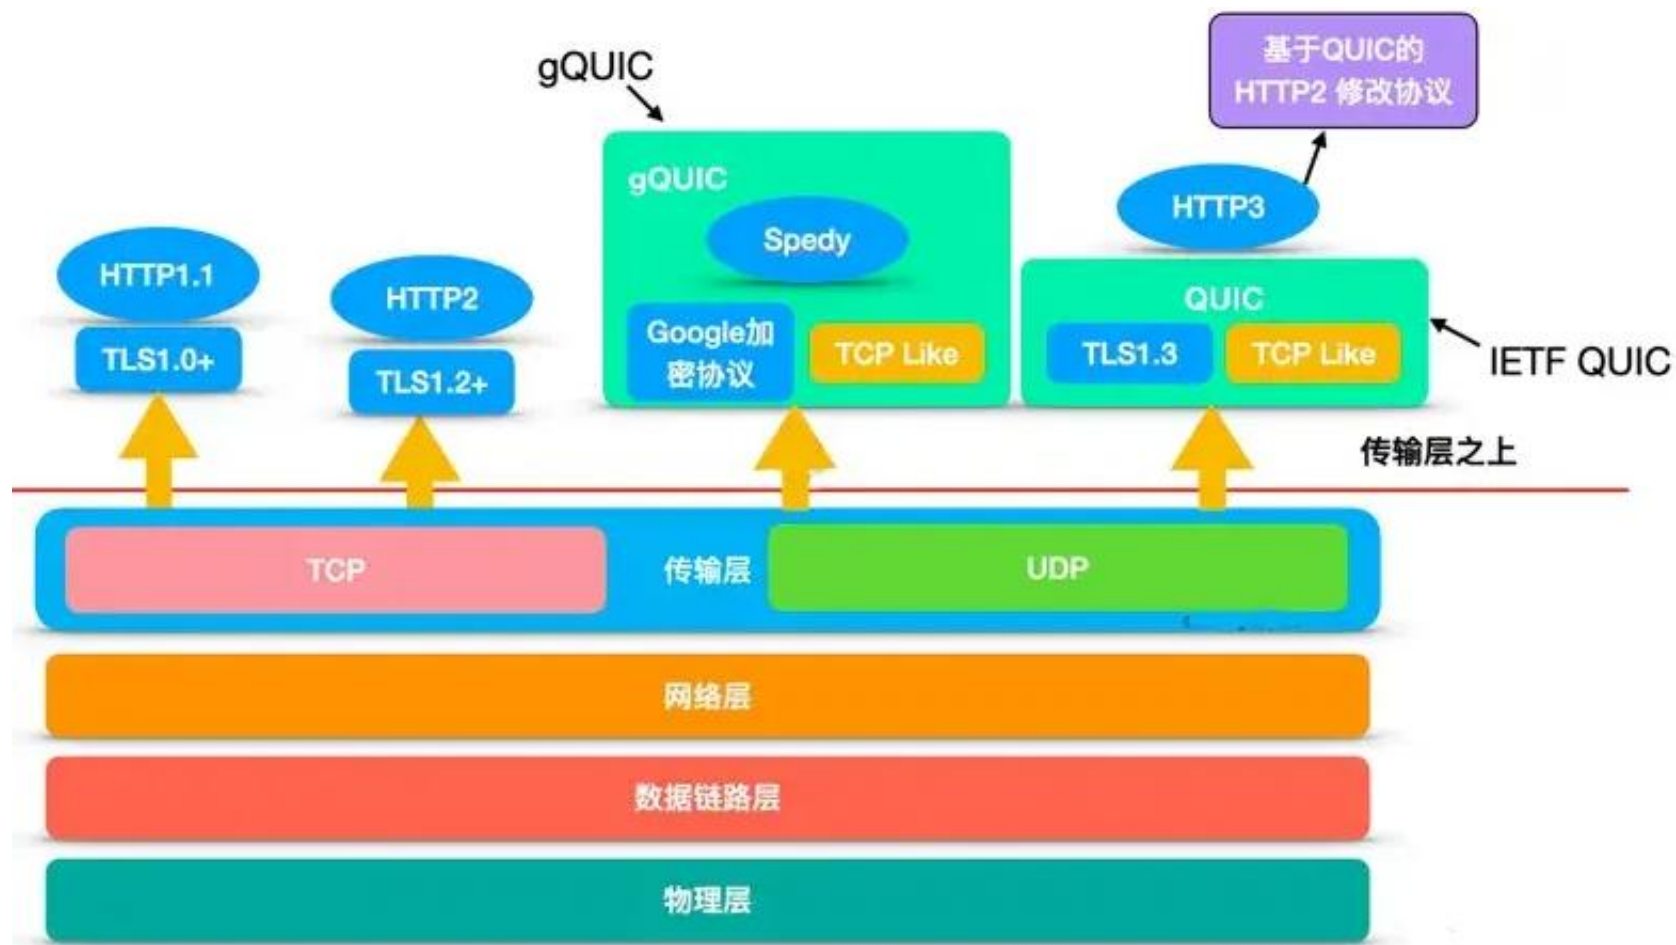 gQUIC
基于QUIC的
HTTP2 修改协议
gQUIC
Spedy
HTTP3
HTTP1.1
TLS1.0+
HTTP2
TLS1.2+
Google加
密协议
TCP Like
QUIC
TLS1.3
TCP Like
IETF QUIC
传输层之上
TCP
传输层
UDP
网络层
数据链路层
物理层